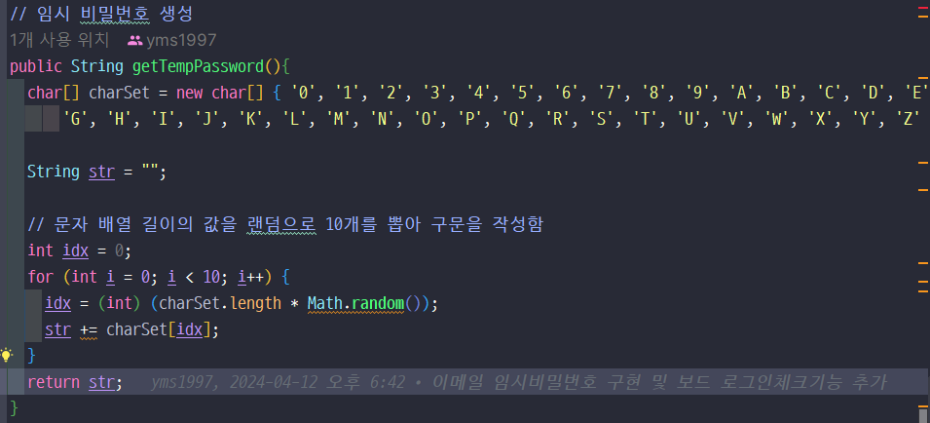 // 임시 비밀번호 생성
1개 사용 위치 yms1997
public String getTempPassword(){
char[] charSet = new char[] { '0', '1', '2', '3', '4', '5', '6', '7', '8', '9', 'A', 'B', 'C', 'D', 'E'
'G', 'H', 'I', 'J', 'K', 'L', 'M', 'N', 'O', 'P', 'Q', 'R', 'S', 'T', 'U', 'V', 'W', 'X', 'Y', 'Z'
String str = "";
// 문자 배열 길이의 값을 랜덤으로 10개를 뽑아 구문을 작성함
int idx = 0;
for (int i = 0; i < 10; i++) {
idx = (int) (charSet.length * Math.random());
str += charSet[idx];
}
return str; yms1997, 2024-04-12 오후 6:42 • 이메일 임시비밀번호 구현 및 보드 로그인체크기능 추가
}